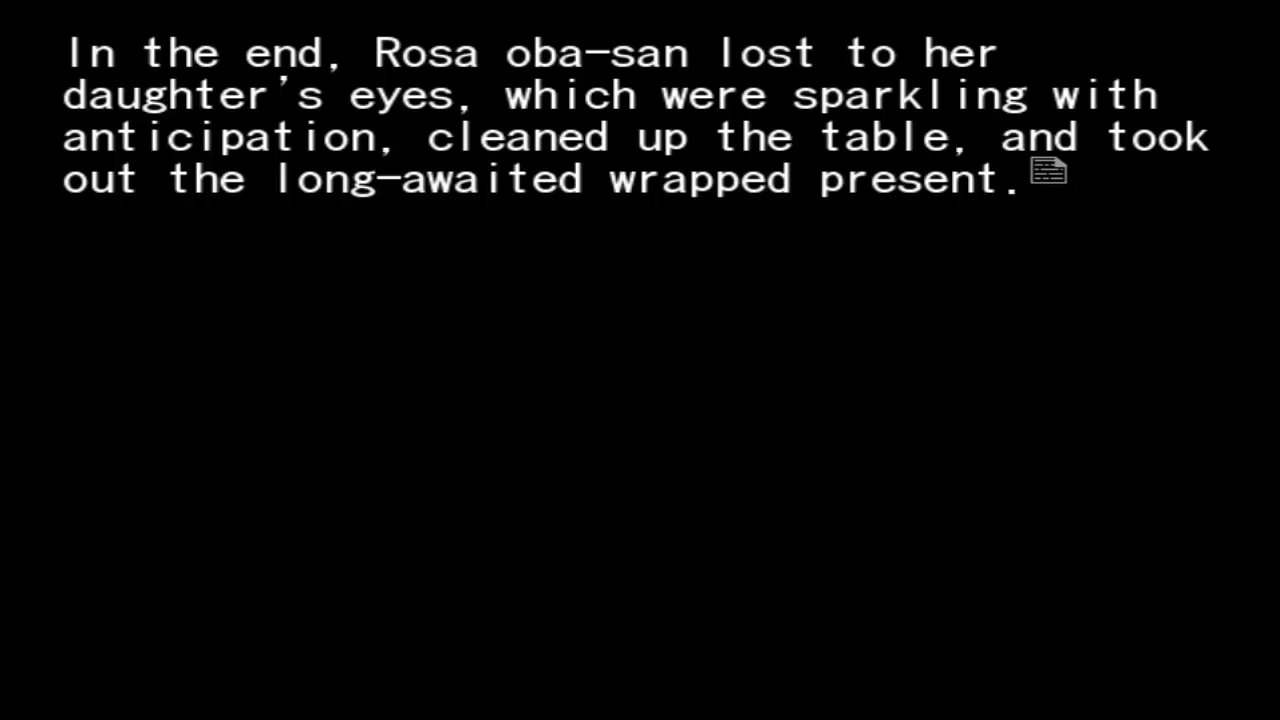 In the end, Rosa oba-san lost to her
daughter's eyes, which were sparkling with
anticipation, cleaned up the table, and took
out the long-awaited wrapped present.